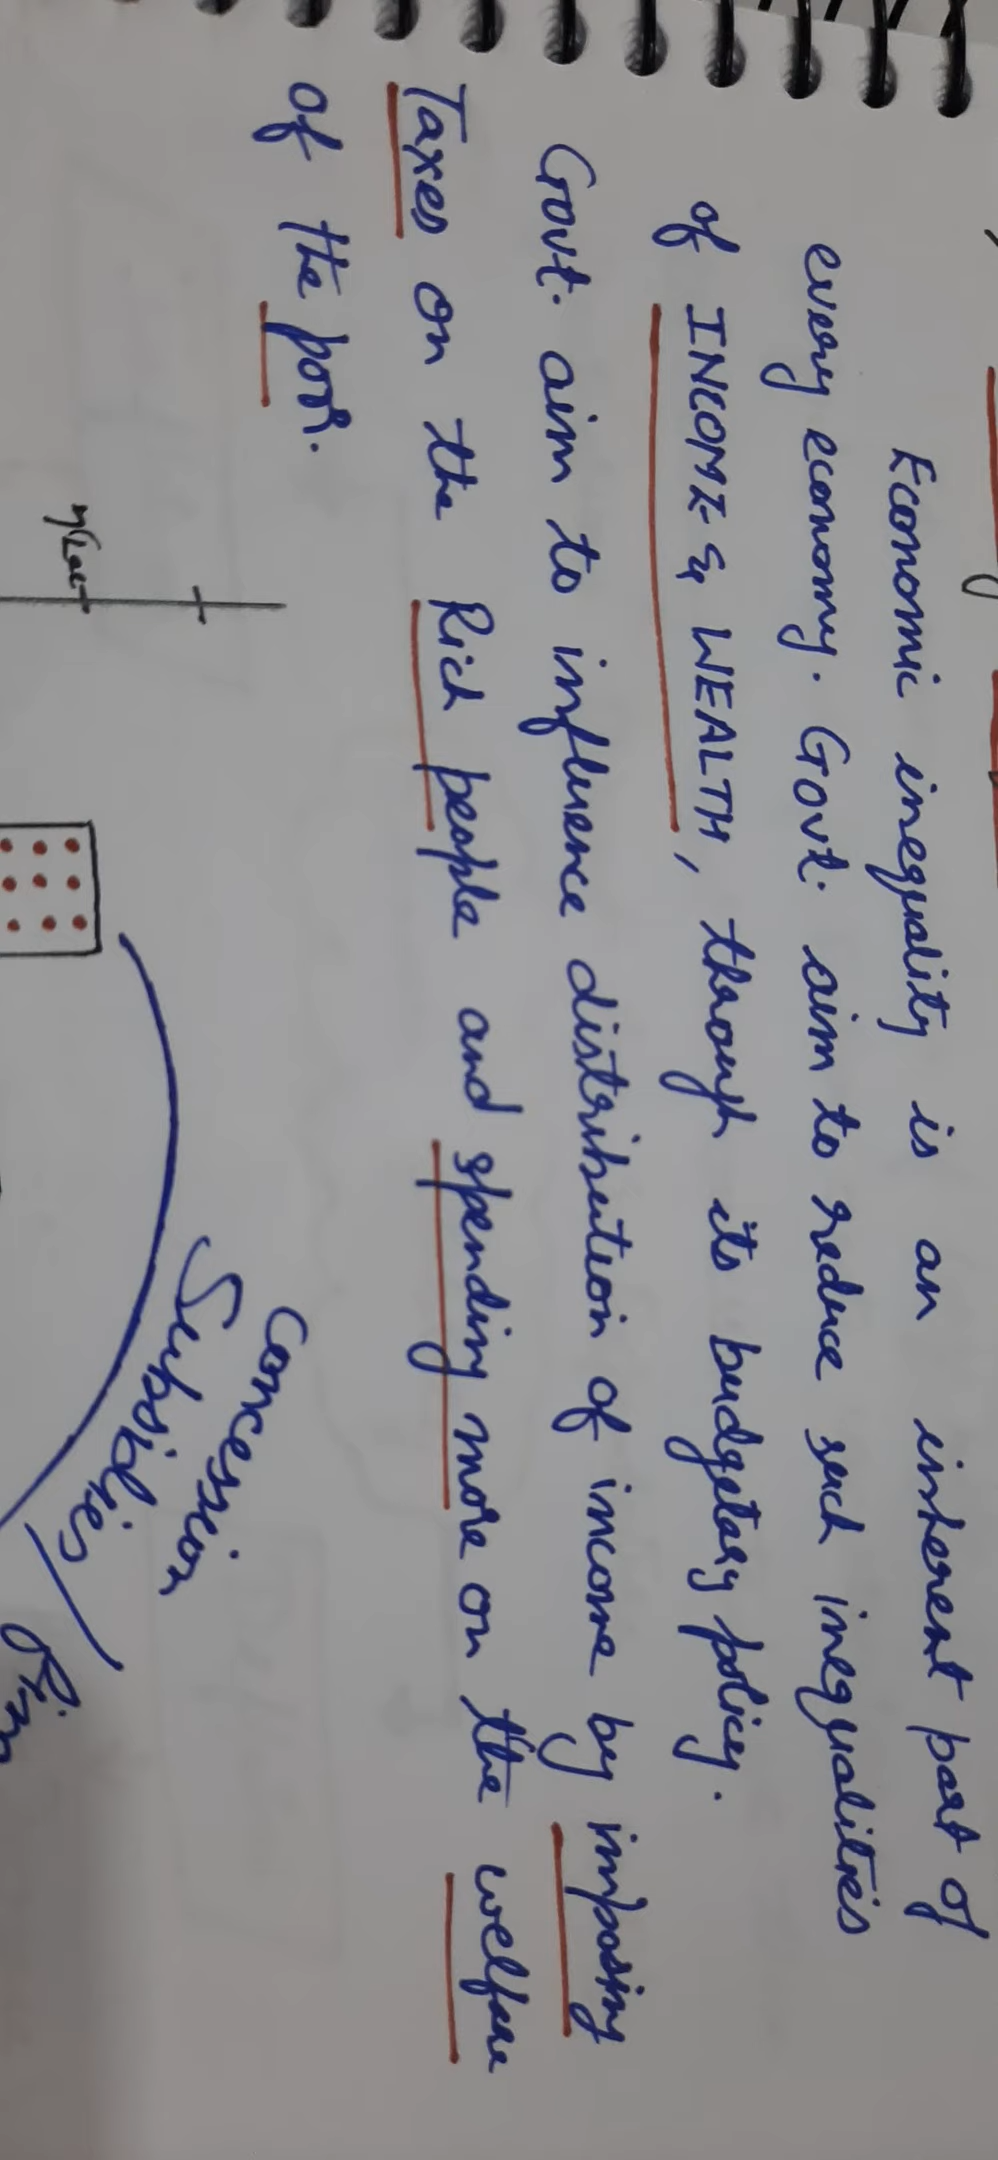 Economic inequality is an inherent part of
every economy. Govt. aim to reduce such inequalities
of INCOME & WEALTH, through its budgetary policy.
Govt. aim to influence distribution of income by imposing
Taxes on the Rich people and spending more on the welfare
of the poor.
Concession
Subsidies